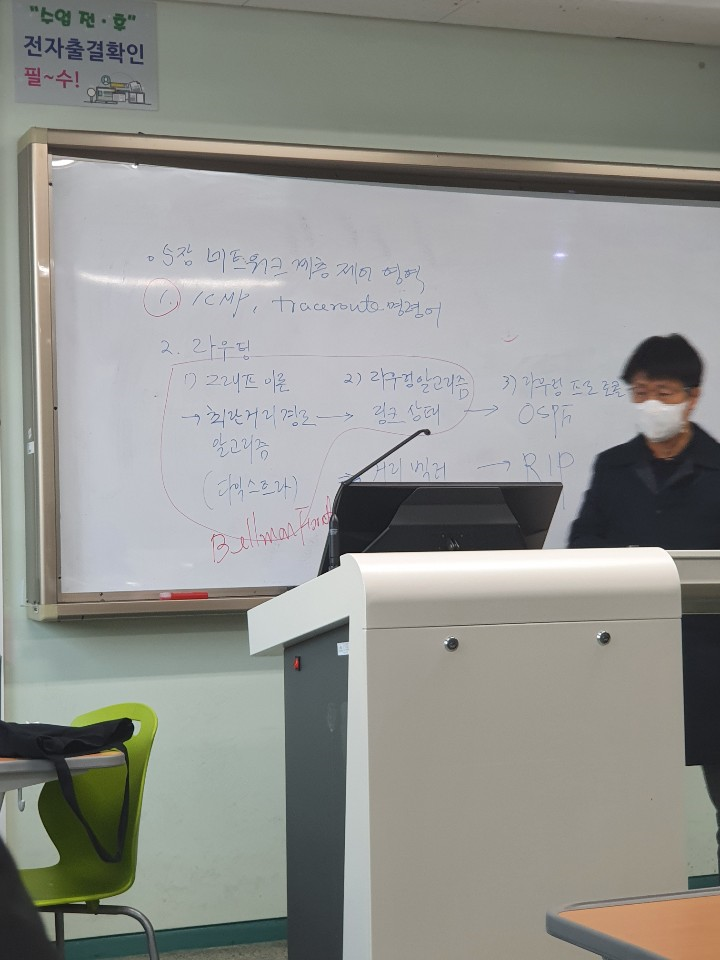 "수업 전·후"
전자출결확인
필~수!
. 5장 네트워크 계층 제어 영역
1. ICMP, traceroute 명령어
2. 라우팅
1) 그래프 이론
2) 라우팅 알고리즘
3) 라우팅 프로토콜
→ 최단거리 경로 → 링크 상태 → OSPF
알고리즘
(다익스트라) → 거리 벡터 → RIP
Bellman Ford